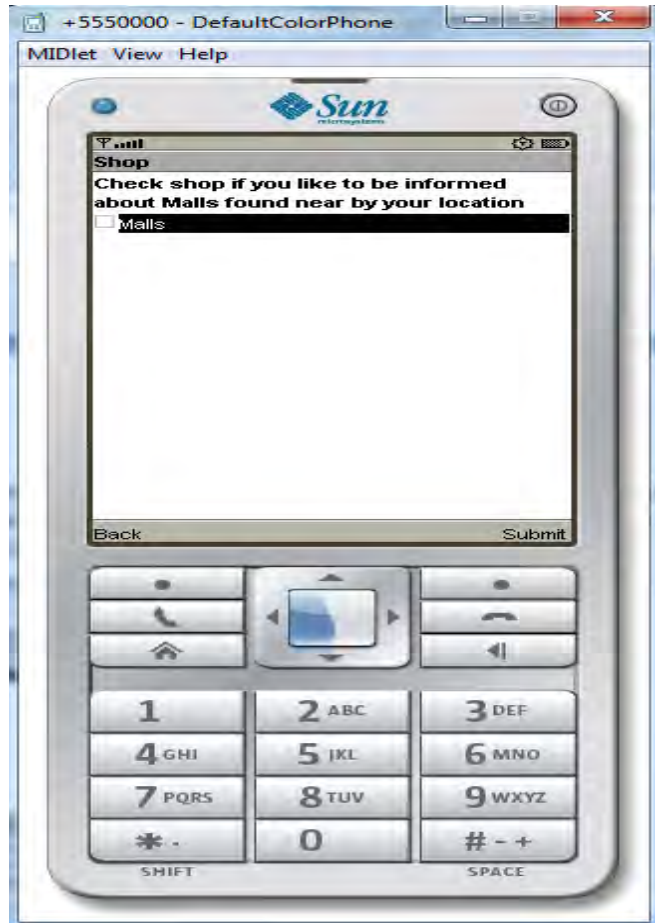 +5550000 - DefaultColorPhone
MIDlet View Help
Sun
microsystems
Shop
Check shop if you like to be informed
about Malls found near by your location
Malls
Back Submit
1 2 ABC 3 DEF
4 GHI 5 JKL 6 MNO
7 PQRS 8 TUV 9 WXYZ
* . 0 # - +
SHIFT SPACE